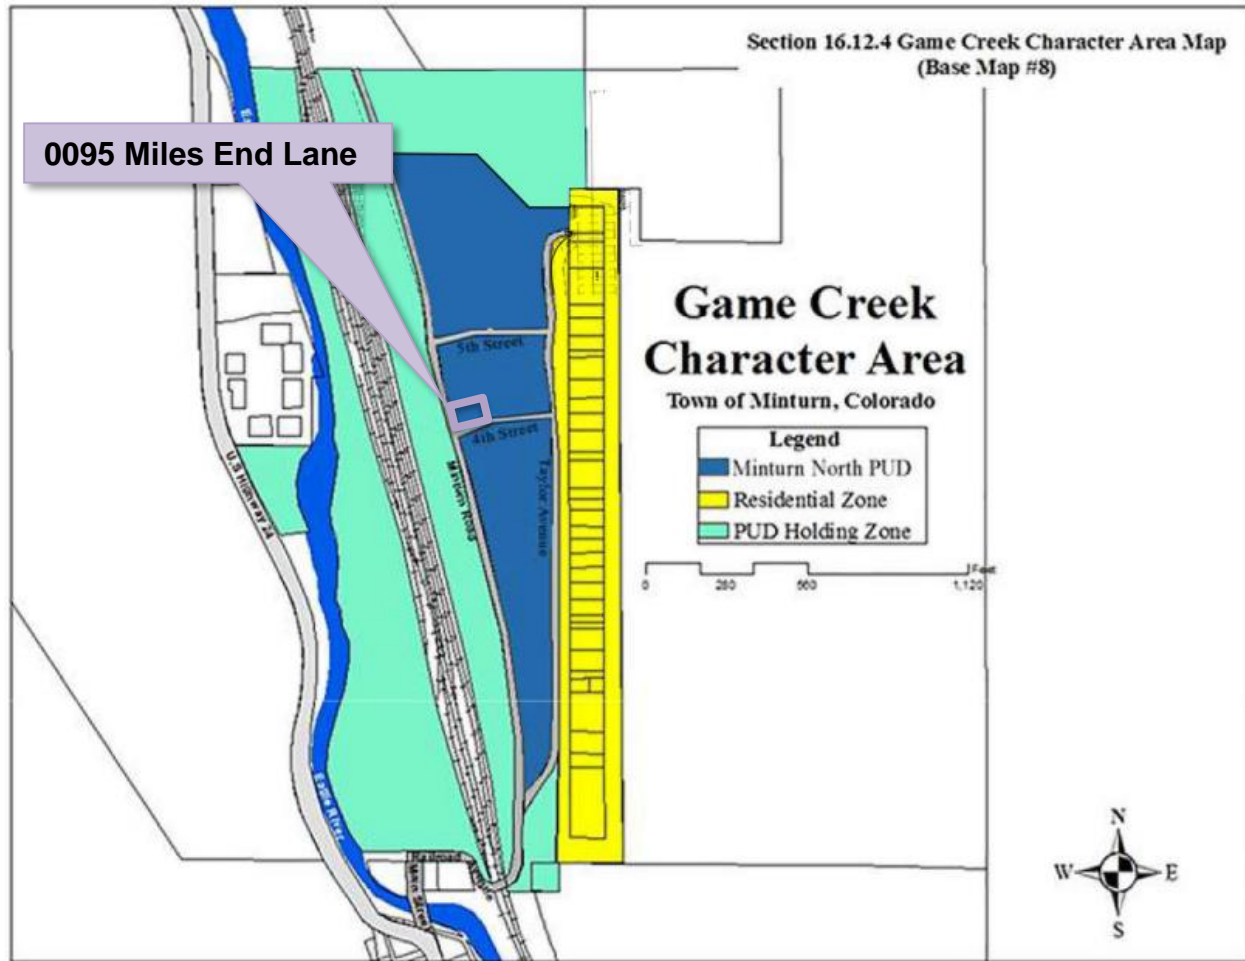 Section 16.12.4 Game Creek Character Area Map
(Base Map #8)
0095 Miles End Lane
Game Creek
Character Area
Town of Minturn, Colorado
5th Street
4th Street
Legend
Minturn North PUD
Residential Zone
PUD Holding Zone
U.S Highway 24
Minturn Road
Taylor Avenue
Feet
0 280 560 1,120
Eagle River
Railroad Avenue
Main Street
N
W E
S